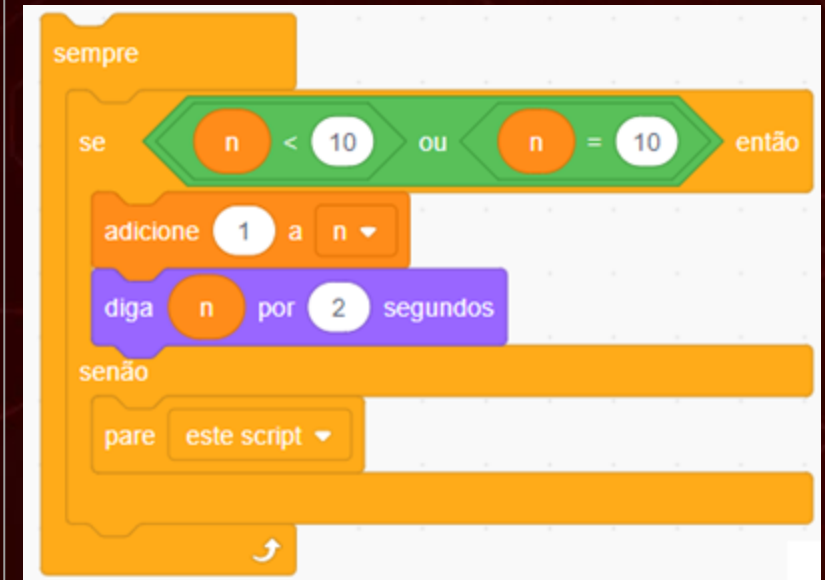 sempre
se n < 10 ou n = 10 então
adicione 1 a n
diga n por 2 segundos
senão
pare este script